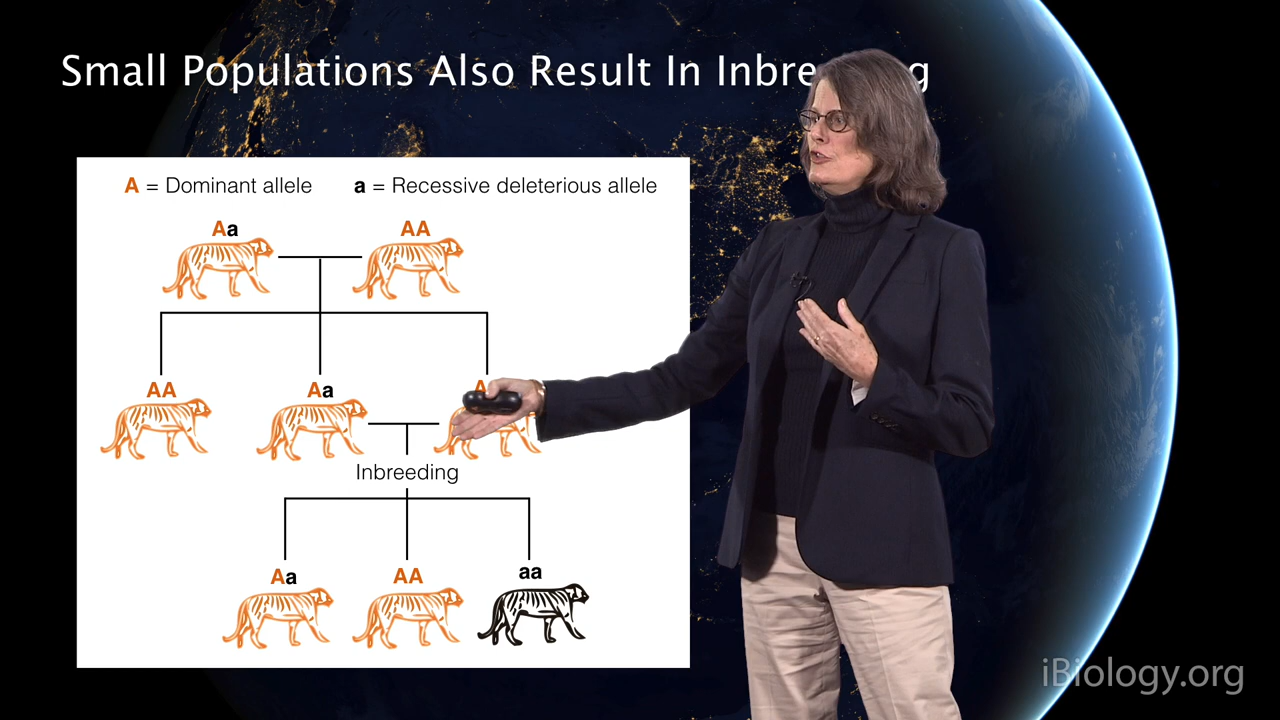 Small Populations Also Result In
A = Dominant allele a = Recessive deleterious allele
Aa AA
AA Aa A
Inbreeding
Aa AA aa
iBiology.org